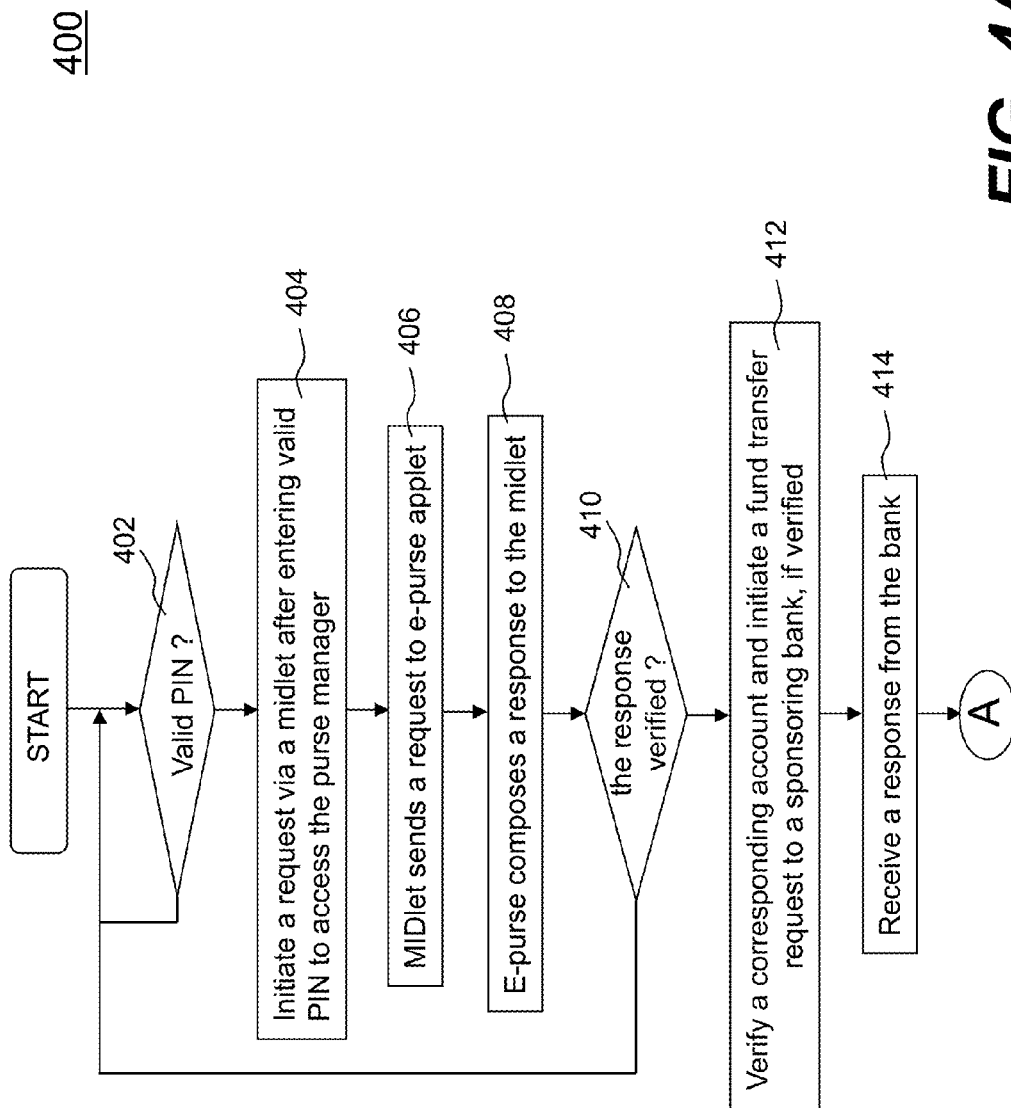 400
START
402
Valid PIN ?
404
Initiate a request via a midlet after entering valid
PIN to access the purse manager
406
MIDlet sends a request to e-purse applet
408
E-purse composes a response to the midlet
410
the response
verified ?
412
Verify a corresponding account and initiate a fund transfer
request to a sponsoring bank, if verified
414
Receive a response from the bank
A
FIG. 4A